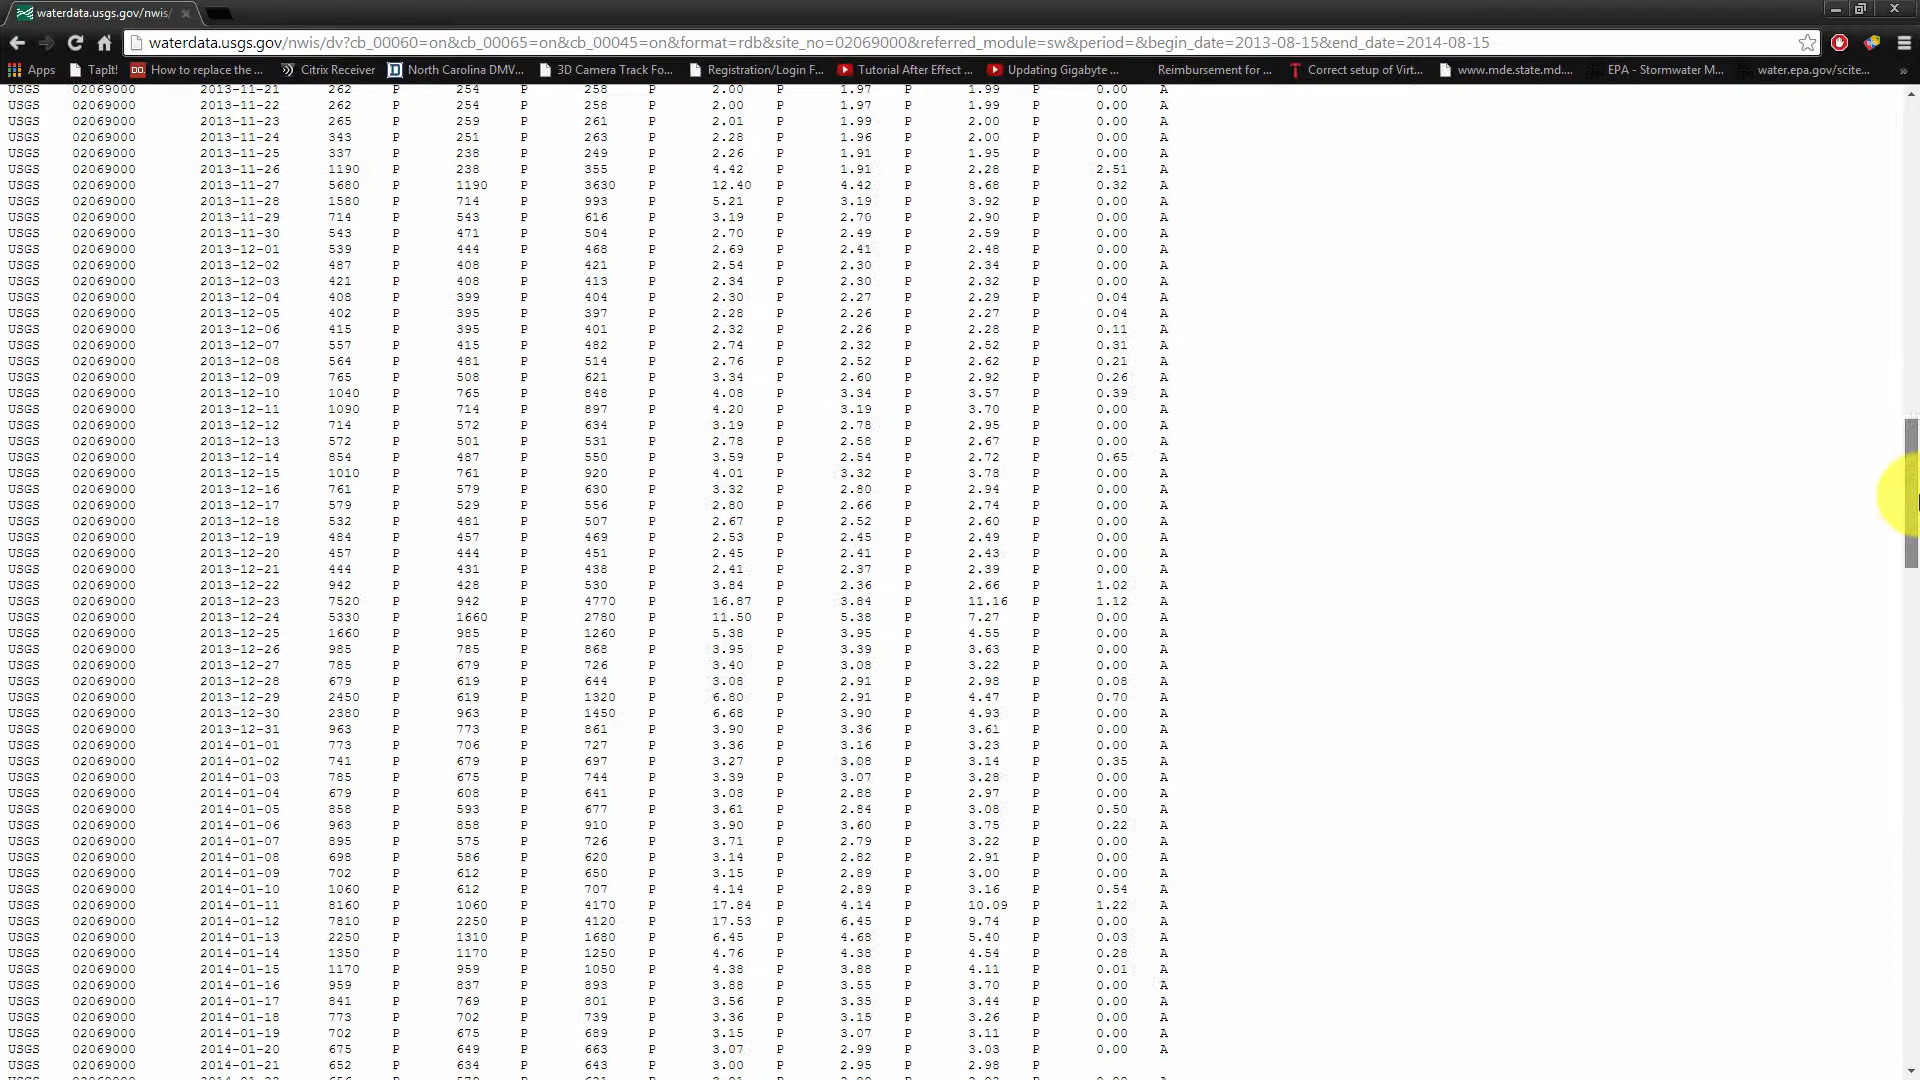 waterdata.usgs.gov/nwis/
waterdata.usgs.gov/nwis/dv?cb_00060=on&cb_00065=on&cb_00045=on&format=rdb&site_no=02069000&referred_module=sw&period=&begin_date=2013-08-15&end_date=2014-08-15
Apps TapIt! How to replace the ... Citrix Receiver North Carolina DMV... 3D Camera Track Fo... Registration/Login F... Tutorial After Effect ... Updating Gigabyte ... Reimbursement for ... Correct setup of Virt... www.mde.state.md.... EPA - Stormwater M... water.epa.gov/scite... »
USGS 02069000 2013-11-21 262 P 254 P 258 P 2.00 P 1.97 P 1.99 P 0.00 A
USGS 02069000 2013-11-22 262 P 254 P 258 P 2.00 P 1.97 P 1.99 P 0.00 A
USGS 02069000 2013-11-23 265 P 259 P 261 P 2.01 P 1.99 P 2.00 P 0.00 A
USGS 02069000 2013-11-24 343 P 251 P 263 P 2.28 P 1.96 P 2.00 P 0.00 A
USGS 02069000 2013-11-25 337 P 238 P 249 P 2.26 P 1.91 P 1.95 P 0.00 A
USGS 02069000 2013-11-26 1190 P 238 P 355 P 4.42 P 1.91 P 2.28 P 2.51 A
USGS 02069000 2013-11-27 5680 P 1190 P 3630 P 12.40 P 4.42 P 8.68 P 0.32 A
USGS 02069000 2013-11-28 1580 P 714 P 993 P 5.21 P 3.19 P 3.92 P 0.00 A
USGS 02069000 2013-11-29 714 P 543 P 616 P 3.19 P 2.70 P 2.90 P 0.00 A
USGS 02069000 2013-11-30 543 P 471 P 504 P 2.70 P 2.49 P 2.59 P 0.00 A
USGS 02069000 2013-12-01 539 P 444 P 468 P 2.69 P 2.41 P 2.48 P 0.00 A
USGS 02069000 2013-12-02 487 P 408 P 421 P 2.54 P 2.30 P 2.34 P 0.00 A
USGS 02069000 2013-12-03 421 P 408 P 413 P 2.34 P 2.30 P 2.32 P 0.00 A
USGS 02069000 2013-12-04 408 P 399 P 404 P 2.30 P 2.27 P 2.29 P 0.04 A
USGS 02069000 2013-12-05 402 P 395 P 397 P 2.28 P 2.26 P 2.27 P 0.04 A
USGS 02069000 2013-12-06 415 P 395 P 401 P 2.32 P 2.26 P 2.28 P 0.11 A
USGS 02069000 2013-12-07 557 P 415 P 482 P 2.74 P 2.32 P 2.52 P 0.31 A
USGS 02069000 2013-12-08 564 P 481 P 514 P 2.76 P 2.52 P 2.62 P 0.21 A
USGS 02069000 2013-12-09 765 P 508 P 621 P 3.34 P 2.60 P 2.92 P 0.26 A
USGS 02069000 2013-12-10 1040 P 765 P 848 P 4.08 P 3.34 P 3.57 P 0.39 A
USGS 02069000 2013-12-11 1090 P 714 P 897 P 4.20 P 3.19 P 3.70 P 0.00 A
USGS 02069000 2013-12-12 714 P 572 P 634 P 3.19 P 2.78 P 2.95 P 0.00 A
USGS 02069000 2013-12-13 572 P 501 P 531 P 2.78 P 2.58 P 2.67 P 0.00 A
USGS 02069000 2013-12-14 854 P 487 P 550 P 3.59 P 2.54 P 2.72 P 0.65 A
USGS 02069000 2013-12-15 1010 P 761 P 920 P 4.01 P 3.32 P 3.78 P 0.00 A
USGS 02069000 2013-12-16 761 P 579 P 630 P 3.32 P 2.80 P 2.94 P 0.00 A
USGS 02069000 2013-12-17 579 P 529 P 556 P 2.80 P 2.66 P 2.74 P 0.00 A
USGS 02069000 2013-12-18 532 P 481 P 507 P 2.67 P 2.52 P 2.60 P 0.00 A
USGS 02069000 2013-12-19 484 P 457 P 469 P 2.53 P 2.45 P 2.49 P 0.00 A
USGS 02069000 2013-12-20 457 P 444 P 451 P 2.45 P 2.41 P 2.43 P 0.00 A
USGS 02069000 2013-12-21 444 P 431 P 438 P 2.41 P 2.37 P 2.39 P 0.00 A
USGS 02069000 2013-12-22 942 P 428 P 530 P 3.84 P 2.36 P 2.66 P 1.02 A
USGS 02069000 2013-12-23 7520 P 942 P 4770 P 16.87 P 3.84 P 11.16 P 1.12 A
USGS 02069000 2013-12-24 5330 P 1660 P 2780 P 11.50 P 5.38 P 7.27 P 0.00 A
USGS 02069000 2013-12-25 1660 P 985 P 1260 P 5.38 P 3.95 P 4.55 P 0.00 A
USGS 02069000 2013-12-26 985 P 785 P 868 P 3.95 P 3.39 P 3.63 P 0.00 A
USGS 02069000 2013-12-27 785 P 679 P 726 P 3.40 P 3.08 P 3.22 P 0.00 A
USGS 02069000 2013-12-28 679 P 619 P 644 P 3.08 P 2.91 P 2.98 P 0.08 A
USGS 02069000 2013-12-29 2450 P 619 P 1320 P 6.80 P 2.91 P 4.47 P 0.70 A
USGS 02069000 2013-12-30 2380 P 963 P 1450 P 6.68 P 3.90 P 4.93 P 0.00 A
USGS 02069000 2013-12-31 963 P 773 P 861 P 3.90 P 3.36 P 3.61 P 0.00 A
USGS 02069000 2014-01-01 773 P 706 P 727 P 3.36 P 3.16 P 3.23 P 0.00 A
USGS 02069000 2014-01-02 741 P 679 P 697 P 3.27 P 3.08 P 3.14 P 0.35 A
USGS 02069000 2014-01-03 785 P 675 P 744 P 3.39 P 3.07 P 3.28 P 0.00 A
USGS 02069000 2014-01-04 679 P 608 P 641 P 3.08 P 2.88 P 2.97 P 0.00 A
USGS 02069000 2014-01-05 858 P 593 P 677 P 3.61 P 2.84 P 3.08 P 0.50 A
USGS 02069000 2014-01-06 963 P 858 P 910 P 3.90 P 3.60 P 3.75 P 0.22 A
USGS 02069000 2014-01-07 895 P 575 P 726 P 3.71 P 2.79 P 3.22 P 0.00 A
USGS 02069000 2014-01-08 698 P 586 P 620 P 3.14 P 2.82 P 2.91 P 0.00 A
USGS 02069000 2014-01-09 702 P 612 P 650 P 3.15 P 2.89 P 3.00 P 0.00 A
USGS 02069000 2014-01-10 1060 P 612 P 707 P 4.14 P 2.89 P 3.16 P 0.54 A
USGS 02069000 2014-01-11 8160 P 1060 P 4170 P 17.84 P 4.14 P 10.09 P 1.22 A
USGS 02069000 2014-01-12 7810 P 2250 P 4120 P 17.53 P 6.45 P 9.74 P 0.00 A
USGS 02069000 2014-01-13 2250 P 1310 P 1680 P 6.45 P 4.68 P 5.40 P 0.03 A
USGS 02069000 2014-01-14 1350 P 1170 P 1250 P 4.76 P 4.38 P 4.54 P 0.28 A
USGS 02069000 2014-01-15 1170 P 959 P 1050 P 4.38 P 3.88 P 4.11 P 0.01 A
USGS 02069000 2014-01-16 959 P 837 P 893 P 3.88 P 3.55 P 3.70 P 0.00 A
USGS 02069000 2014-01-17 841 P 769 P 801 P 3.56 P 3.35 P 3.44 P 0.00 A
USGS 02069000 2014-01-18 773 P 702 P 739 P 3.36 P 3.15 P 3.26 P 0.00 A
USGS 02069000 2014-01-19 702 P 675 P 689 P 3.15 P 3.07 P 3.11 P 0.00 A
USGS 02069000 2014-01-20 675 P 649 P 663 P 3.07 P 2.99 P 3.03 P 0.00 A
USGS 02069000 2014-01-21 652 P 634 P 643 P 3.00 P 2.95 P 2.98 P